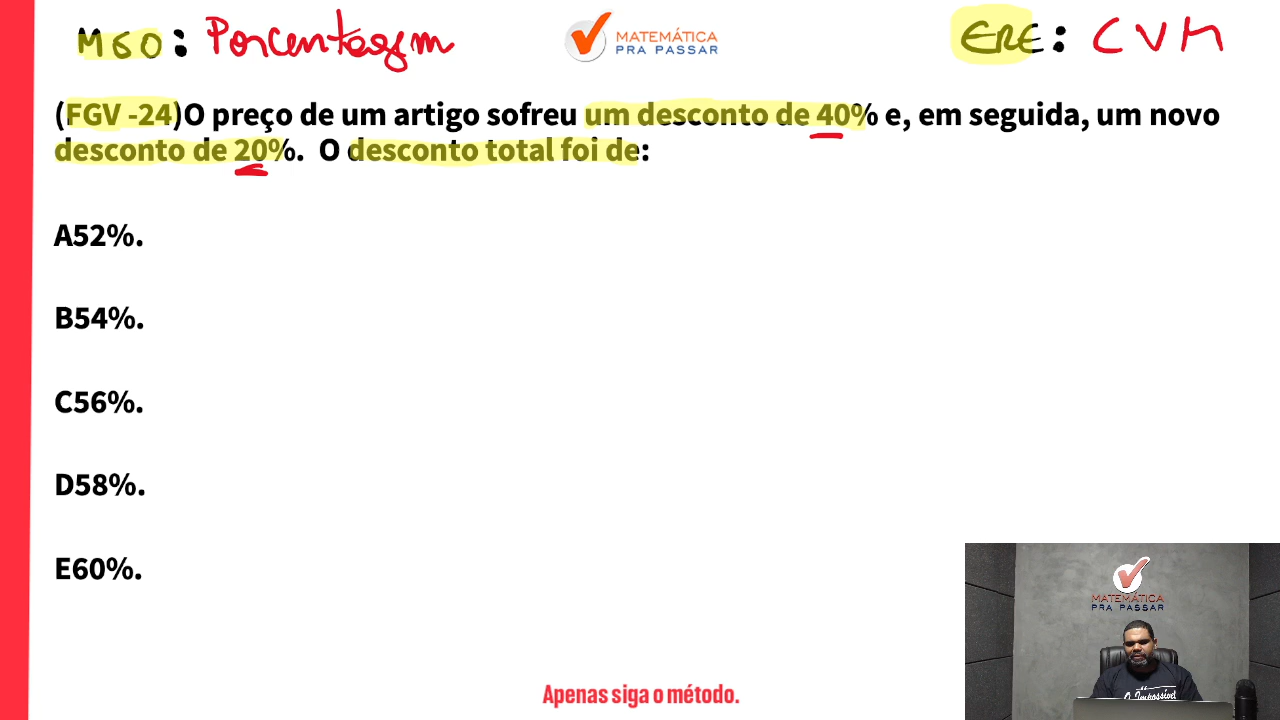 M60: Porcentagem
MATEMÁTICA
PRA PASSAR
ERE: CVM
(FGV -24)O preço de um artigo sofreu um desconto de 40% e, em seguida, um novo
desconto de 20%. O desconto total foi de:
A52%.
B54%.
C56%.
D58%.
E60%.
MATEMÁTICA
PRA PASSAR
O Impossível
Apenas siga o método.